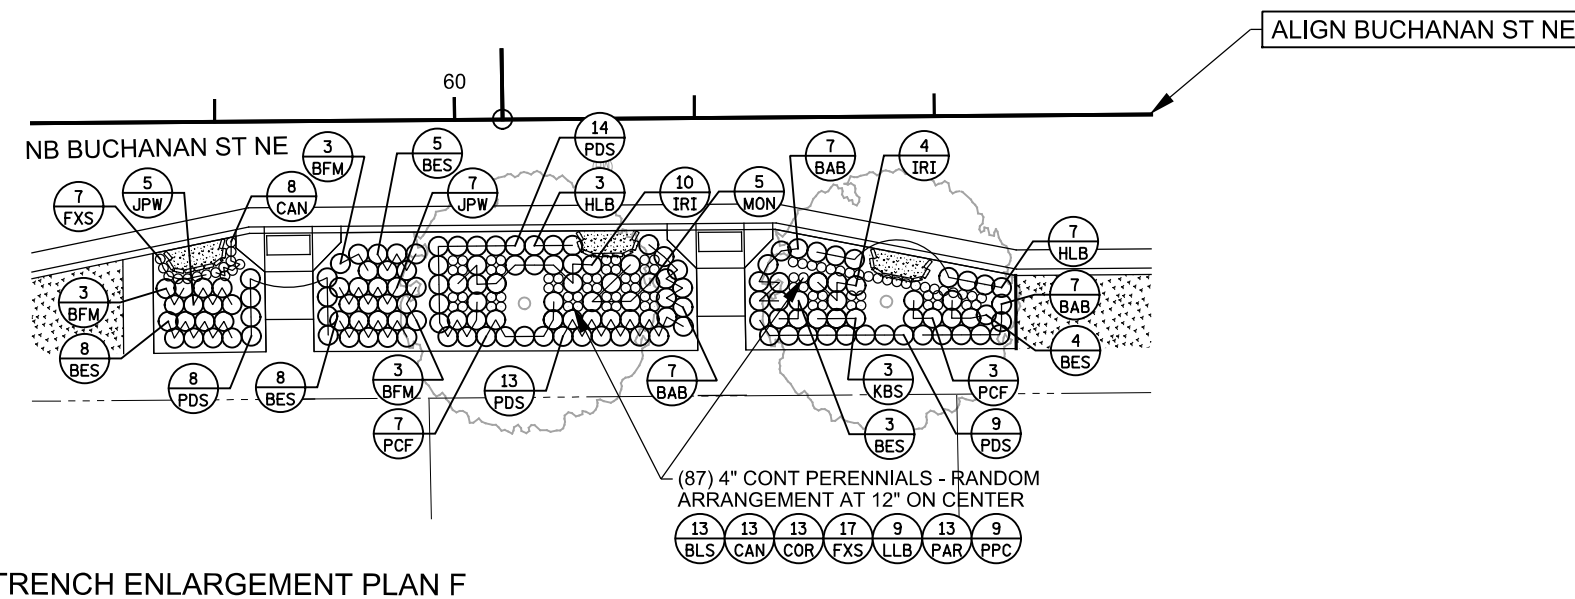 ALIGN BUCHANAN ST NE
60
NB BUCHANAN ST NE
3
BFM
5
BES
14
PDS
7
BAB
4
IRI
7
FXS
5
JPW
8
CAN
7
JPW
3
HLB
10
IRI
5
MON
7
HLB
3
BFM
7
BAB
8
BES
4
BES
8
PDS
8
BES
3
BFM
13
PDS
7
BAB
3
KBS
3
PCF
7
PCF
3
BES
9
PDS
(87) 4" CONT PERENNIALS - RANDOM
ARRANGEMENT AT 12" ON CENTER
13
BLS
13
CAN
13
COR
17
FXS
9
LLB
13
PAR
9
PPC
TRENCH ENLARGEMENT PLAN F